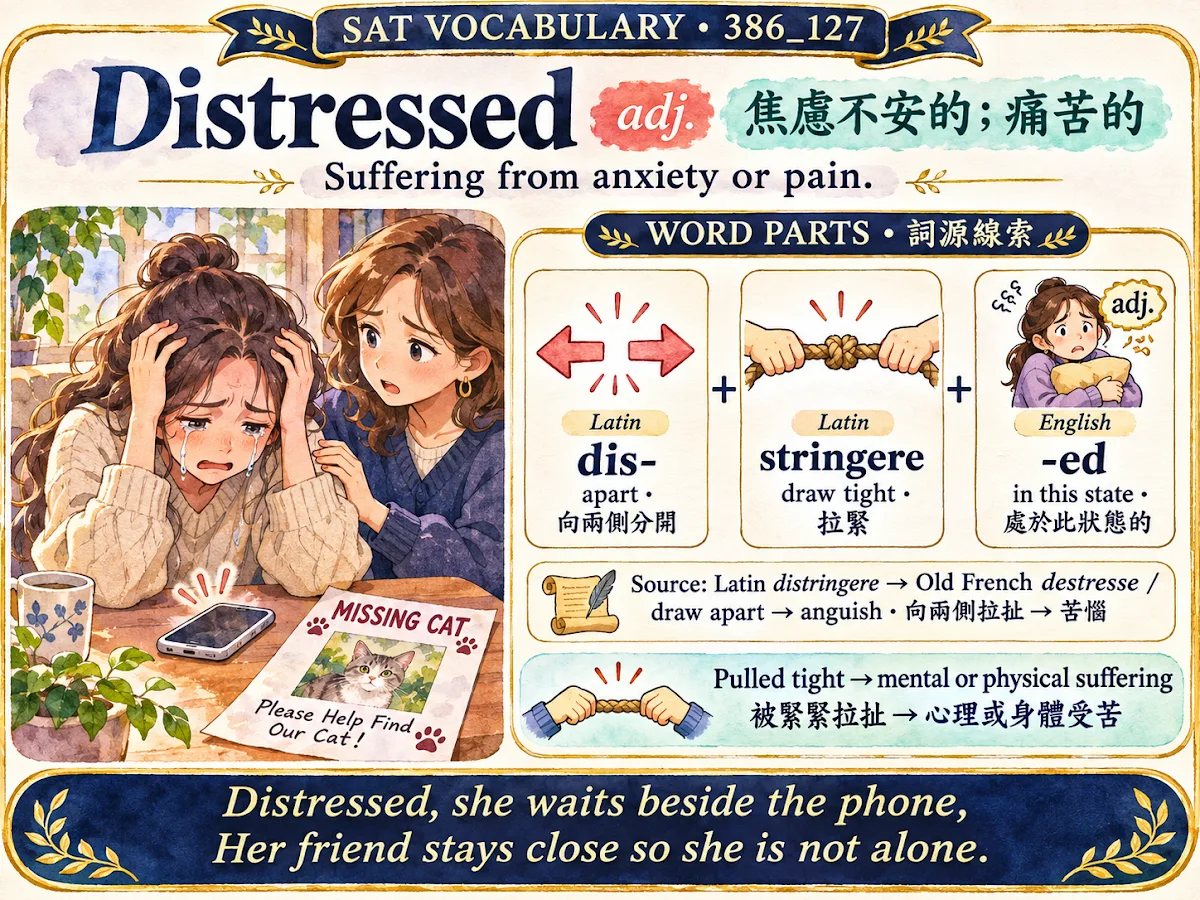 SAT VOCABULARY • 386_127
Distressed
adj.
焦慮不安的；痛苦的
Suffering from anxiety or pain.
MISSING CAT
Please Help Find
Our Cat!
WORD PARTS • 詞源線索
Latin
dis-
apart •
向兩側分開
+
Latin
stringere
draw tight •
拉緊
+
adj.
English
-ed
in this state •
處於此狀態的
Source: Latin distringere → Old French destresse /
draw apart → anguish • 向兩側拉扯 → 苦惱
Pulled tight → mental or physical suffering
被緊緊拉扯 → 心理或身體受苦
Distressed, she waits beside the phone,
Her friend stays close so she is not alone.